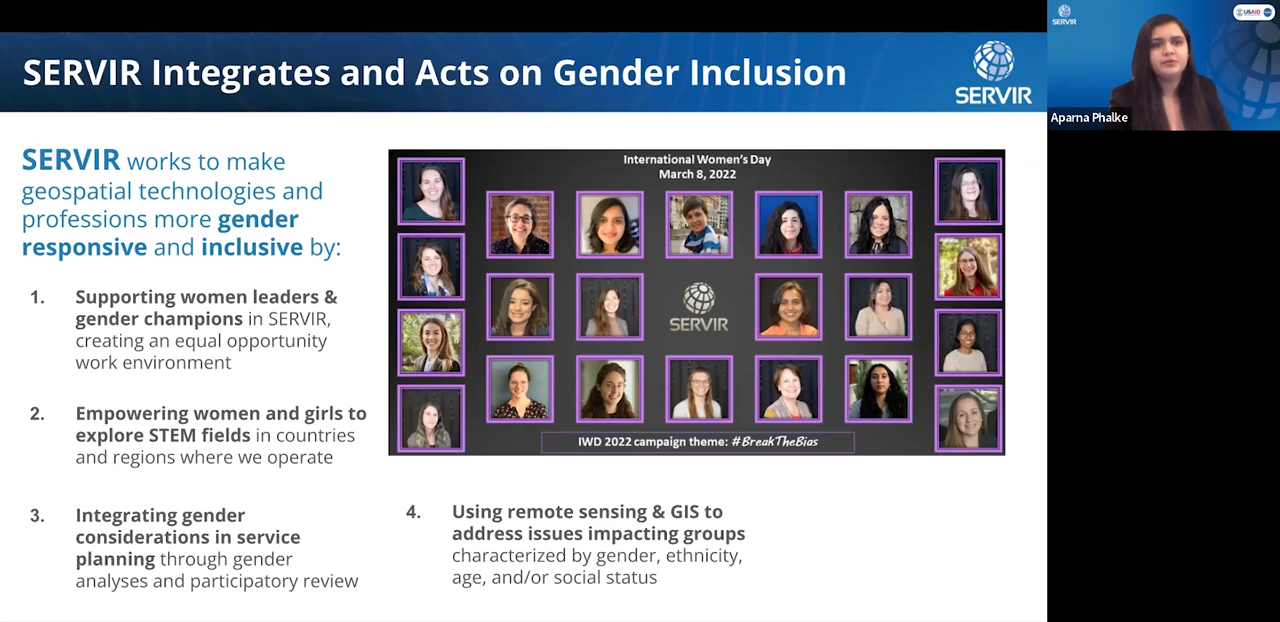 SERVIR Integrates and Acts on Gender Inclusion
SERVIR
SERVIR works to make
geospatial technologies and
professions more gender
responsive and inclusive by:
1. Supporting women leaders &
gender champions in SERVIR,
creating an equal opportunity
work environment
2. Empowering women and girls to
explore STEM fields in countries
and regions where we operate
3. Integrating gender
considerations in service
planning through gender
analyses and participatory review
International Women's Day
March 8, 2022
SERVIR
IWD 2022 campaign theme: #BreakTheBias
4. Using remote sensing & GIS to
address issues impacting groups
characterized by gender, ethnicity,
age, and/or social status
SERVIR
USAID
Aparna Phalke